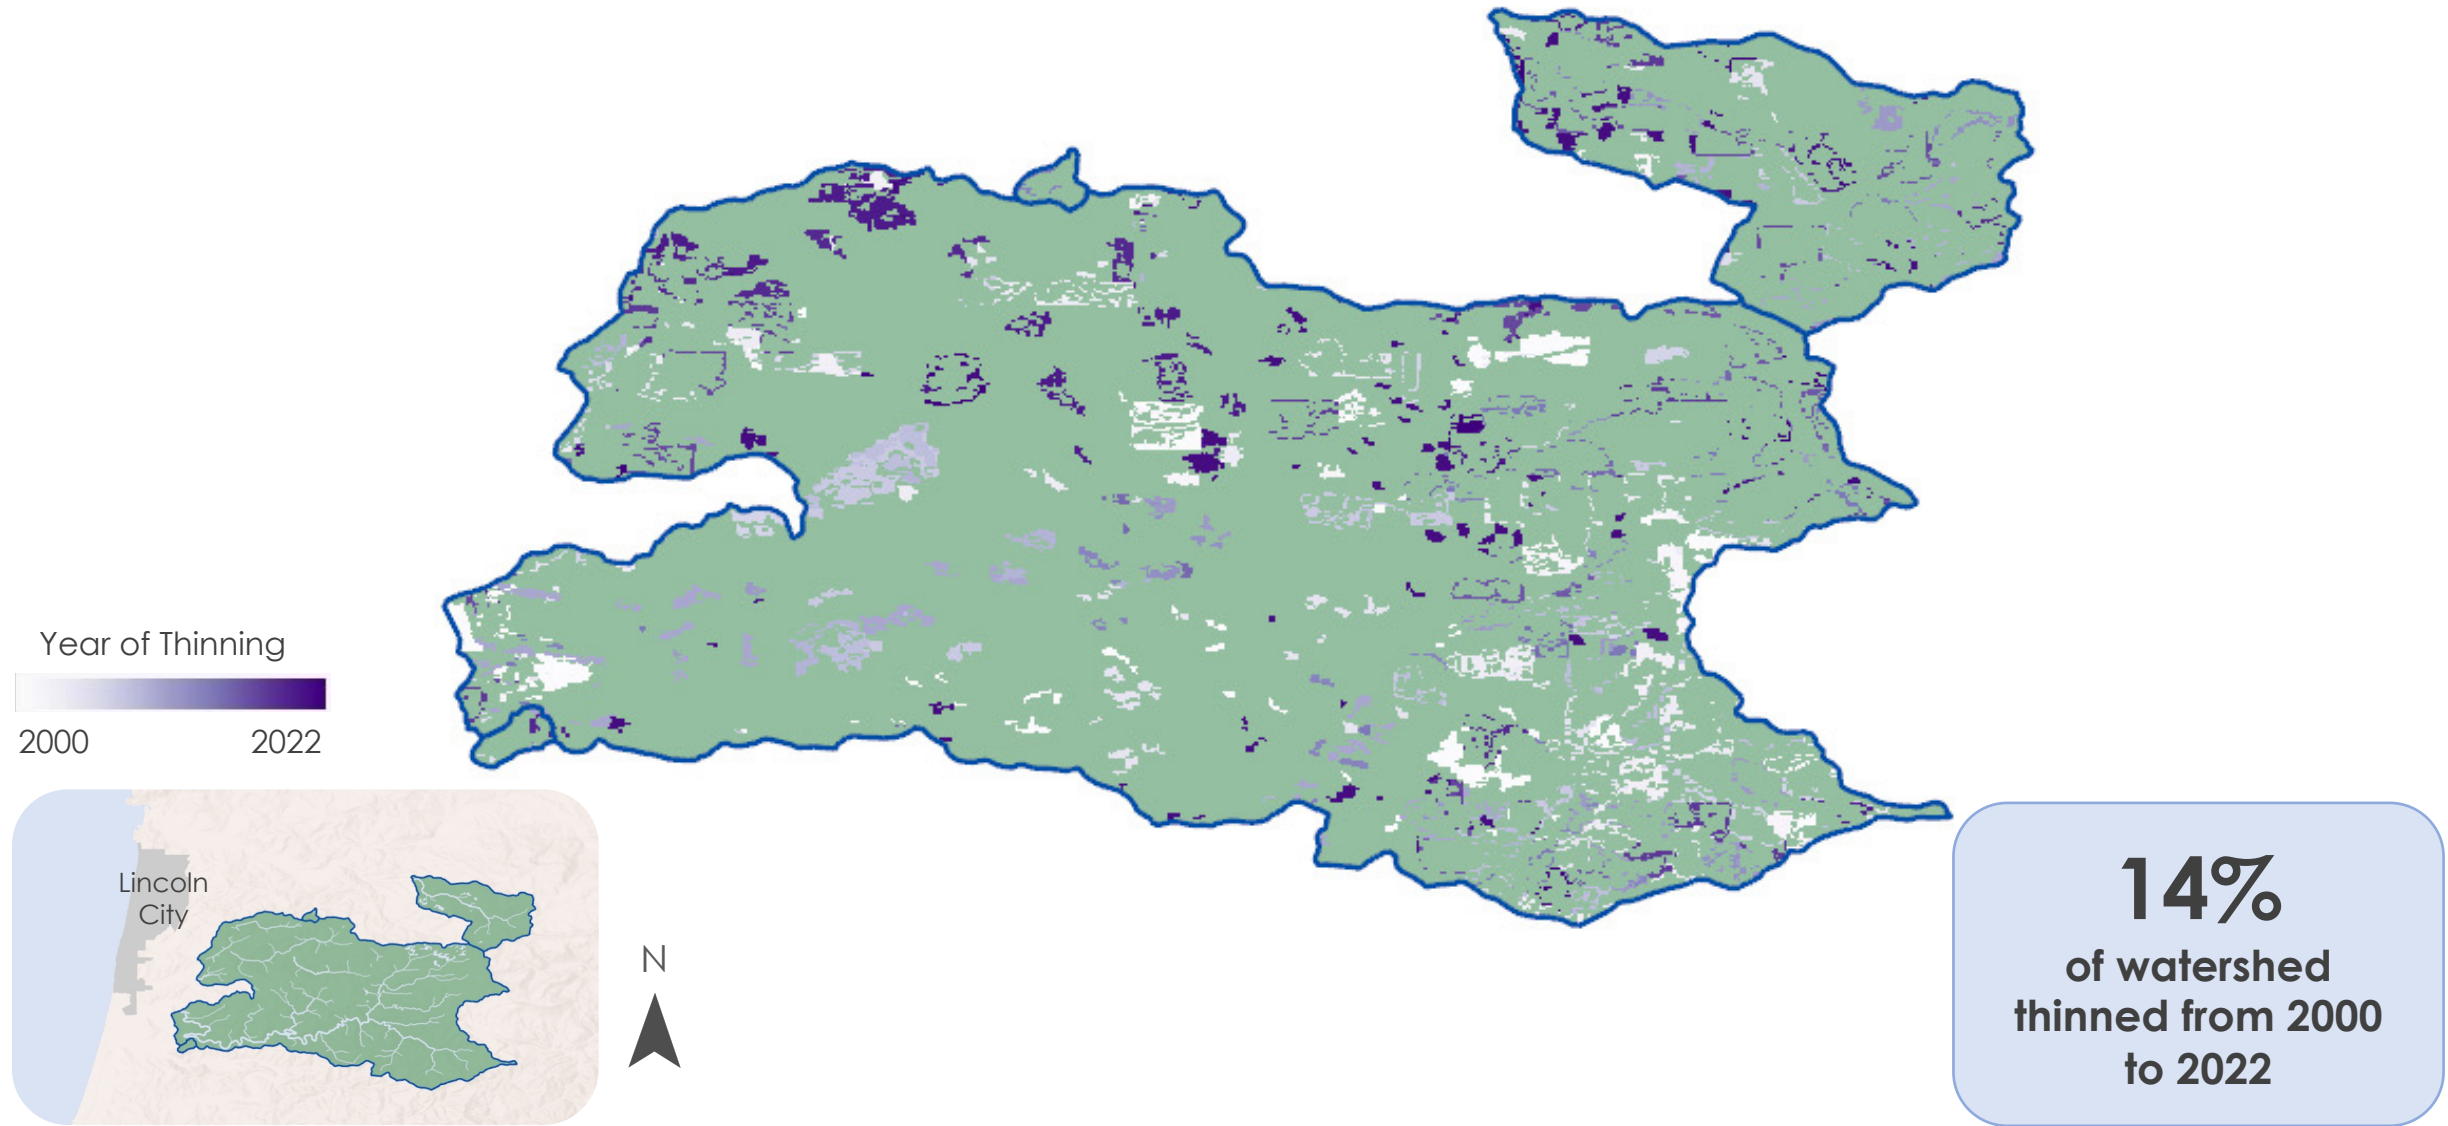 Year of Thinning
2000
2022
Lincoln
City
N
14%
of watershed
thinned from 2000
to 2022